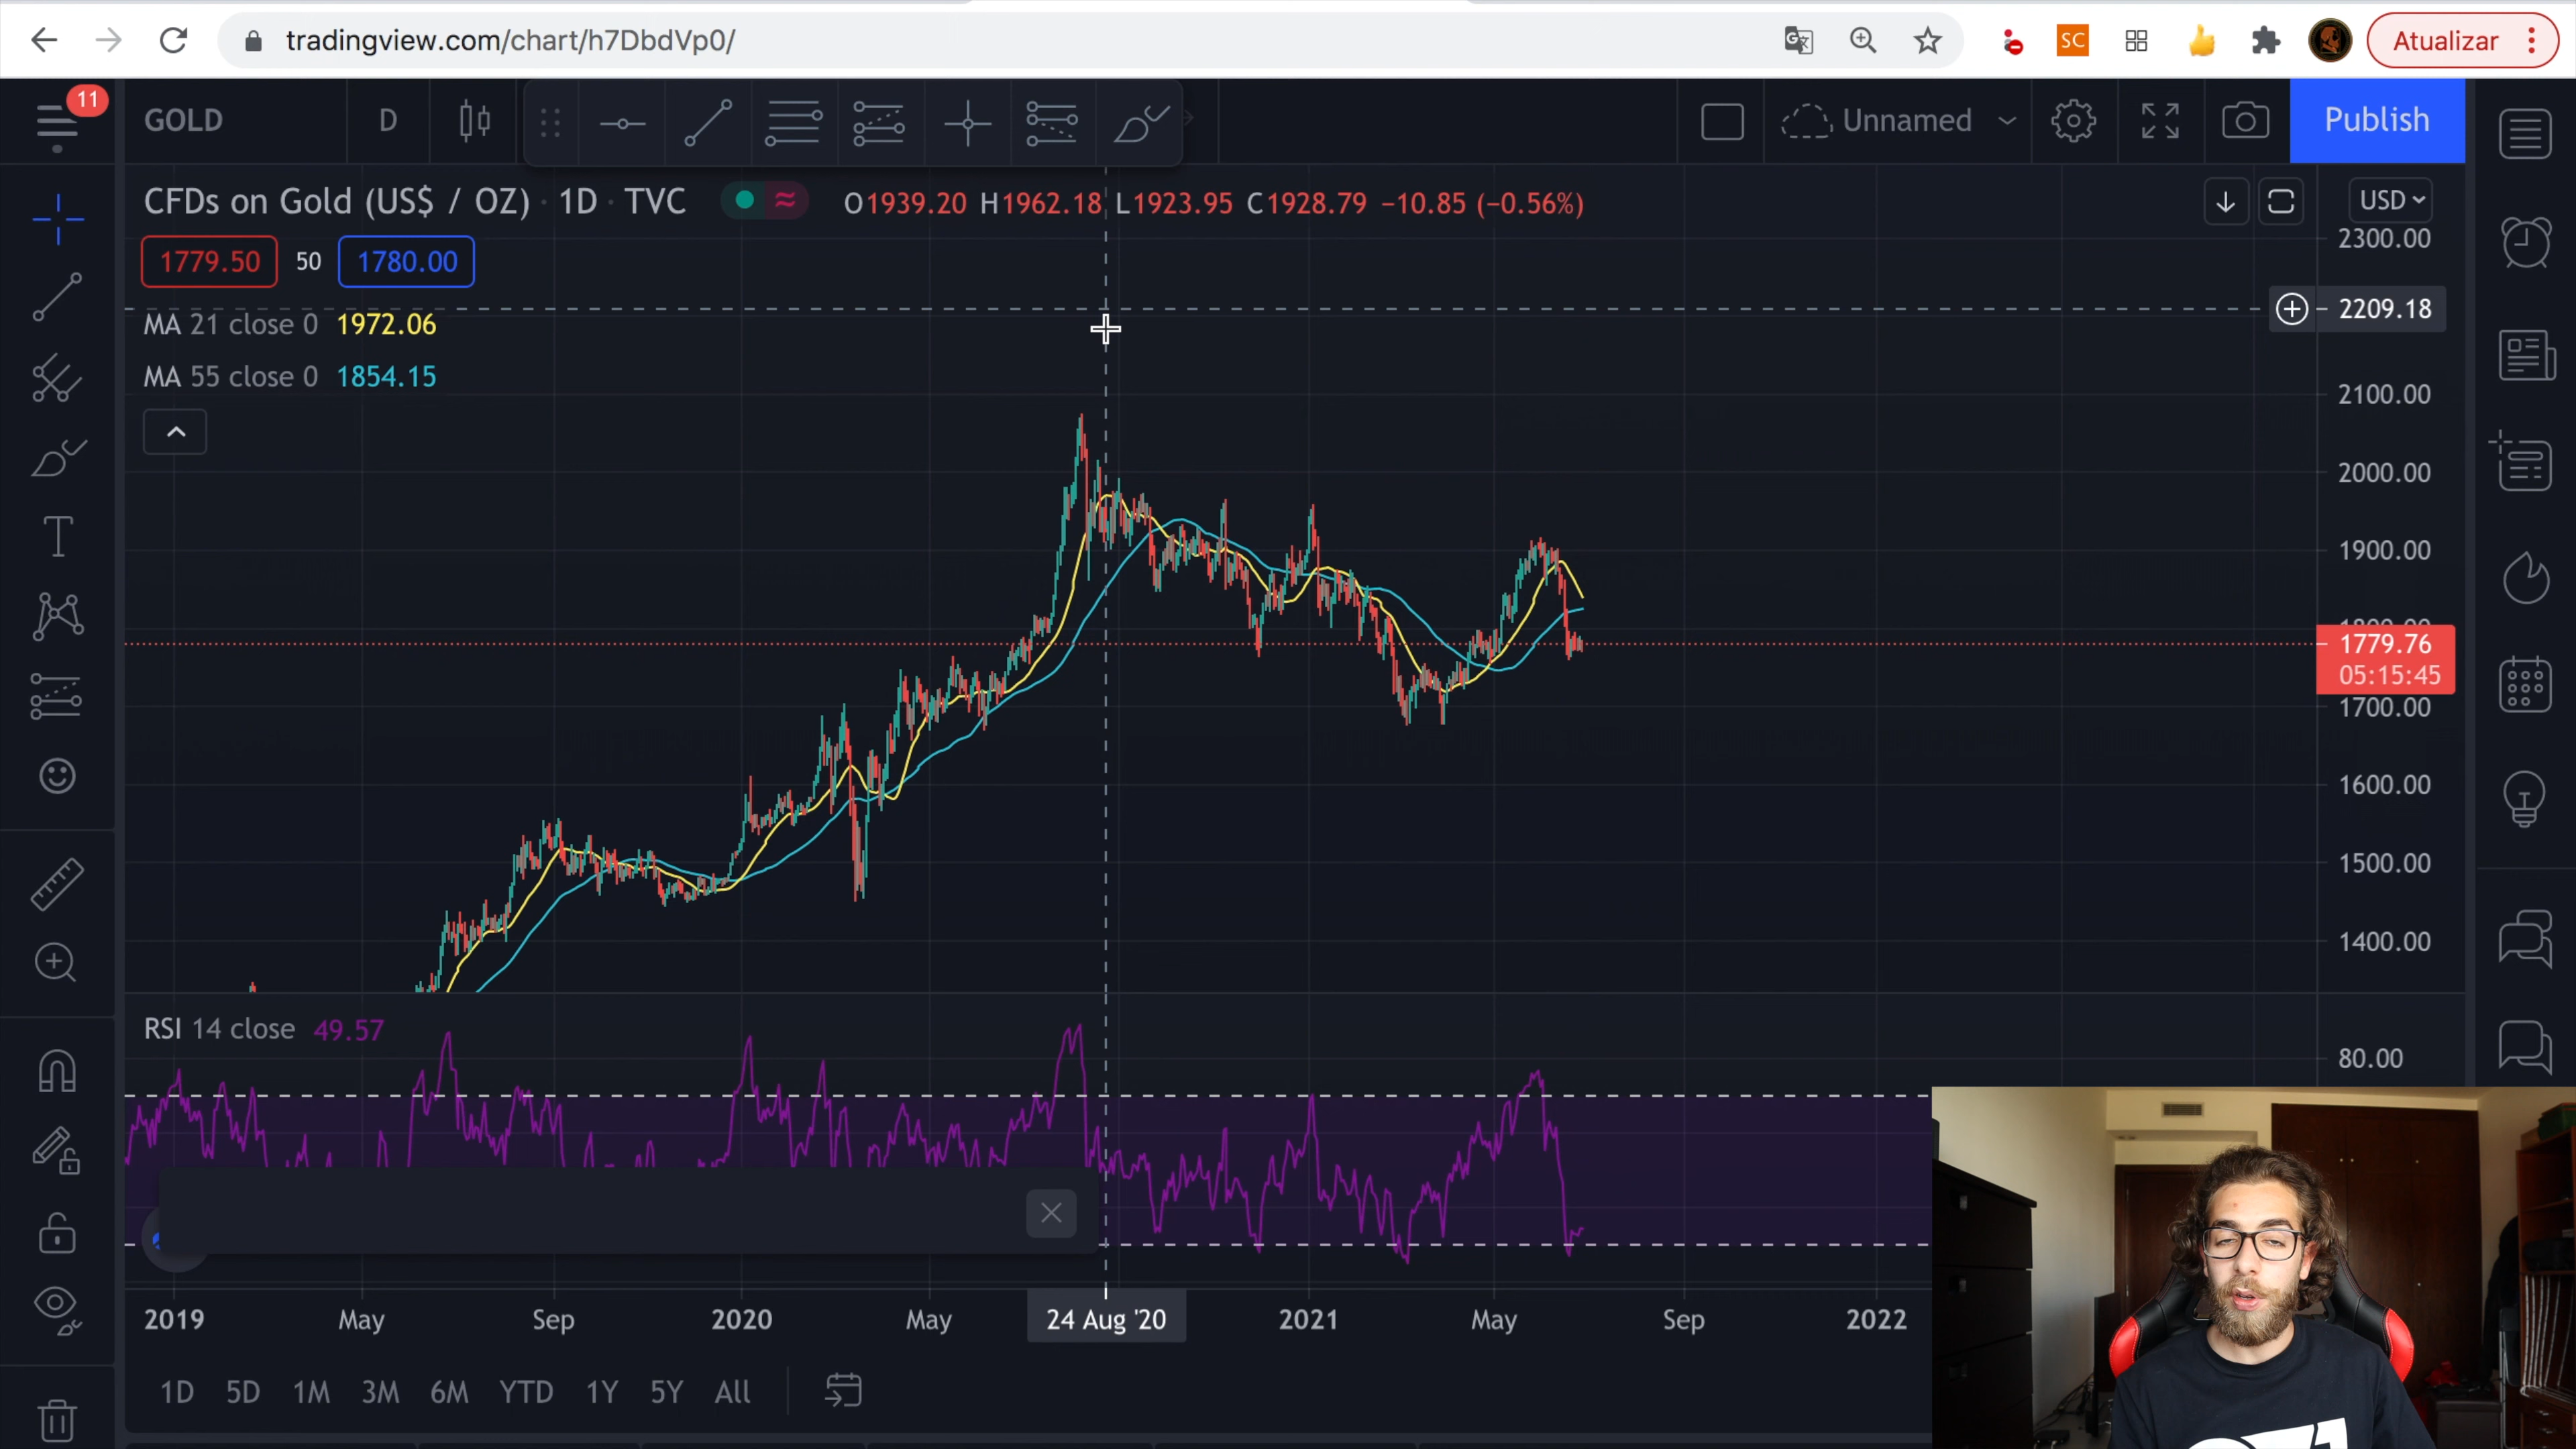 tradingview.com/chart/h7DbdVp0/
SC
Atualizar
11
GOLD
D
Unnamed
Publish
CFDs on Gold (US$ / OZ) · 1D · TVC
O1939.20 H1962.18 L1923.95 C1928.79 −10.85 (−0.56%)
USD
1779.50 50 1780.00
MA 21 close 0 1972.06
MA 55 close 0 1854.15
2300.00
2209.18
2100.00
2000.00
1900.00
1779.76
05:15:45
1700.00
1600.00
1500.00
1400.00
RSI 14 close 49.57
80.00
2019 May Sep 2020 May 24 Aug '20 2021 May Sep 2022
1D 5D 1M 3M 6M YTD 1Y 5Y All